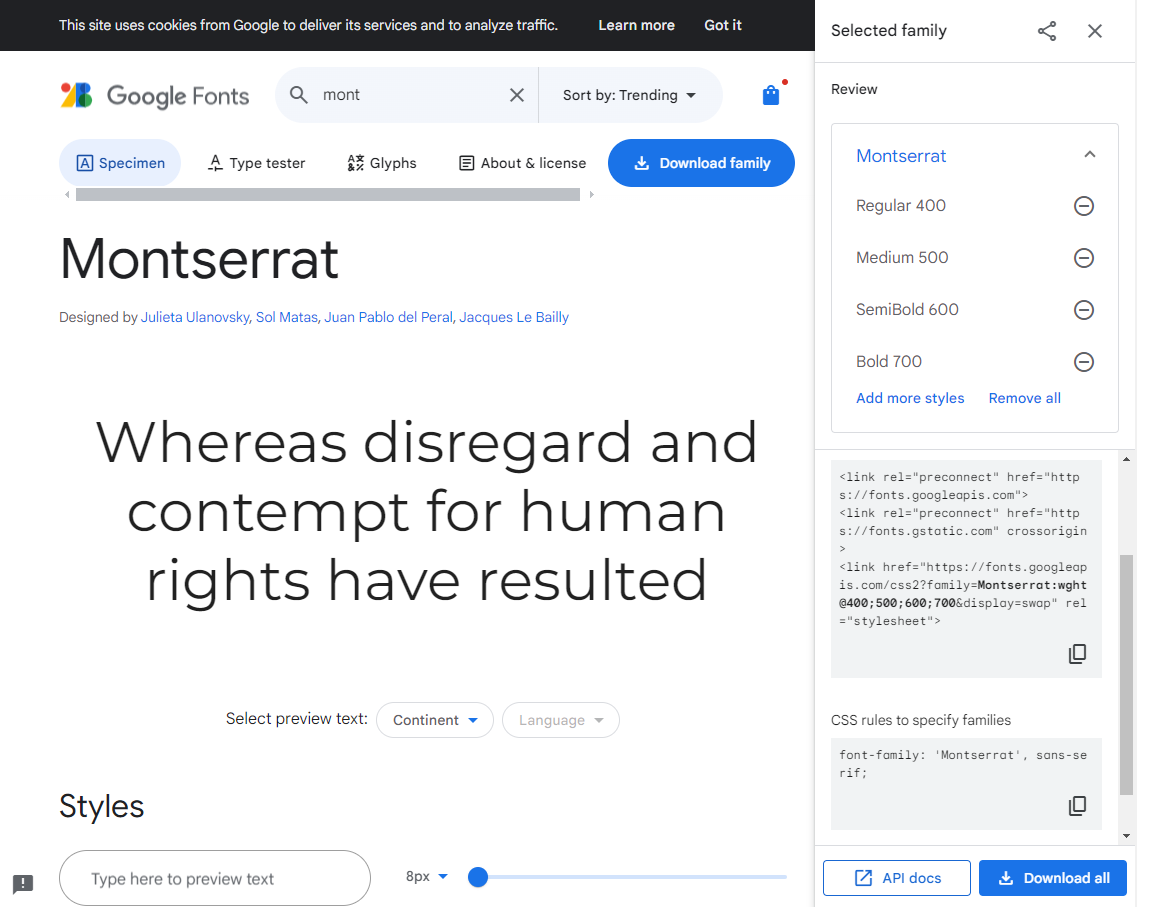 This site uses cookies from Google to deliver its services and to analyze traffic. Learn more Got it
Google Fonts
mont
Sort by: Trending
Specimen
Type tester
Glyphs
About & license
Download family
Montserrat
Designed by Julieta Ulanovsky, Sol Matas, Juan Pablo del Peral, Jacques Le Bailly
Whereas disregard and
contempt for human
rights have resulted
Select preview text: Continent Language
Styles
Type here to preview text
8px
Selected family
Review
Montserrat
Regular 400
Medium 500
SemiBold 600
Bold 700
Add more styles Remove all
<link rel="preconnect" href="http
s://fonts.googleapis.com">
<link rel="preconnect" href="http
s://fonts.gstatic.com" crossorigin
>
<link href="https://fonts.googleap
is.com/css2?family=Montserrat:wght
@400;500;600;700&display=swap" rel
="stylesheet">
CSS rules to specify families
font-family: 'Montserrat', sans-se
rif;
API docs
Download all